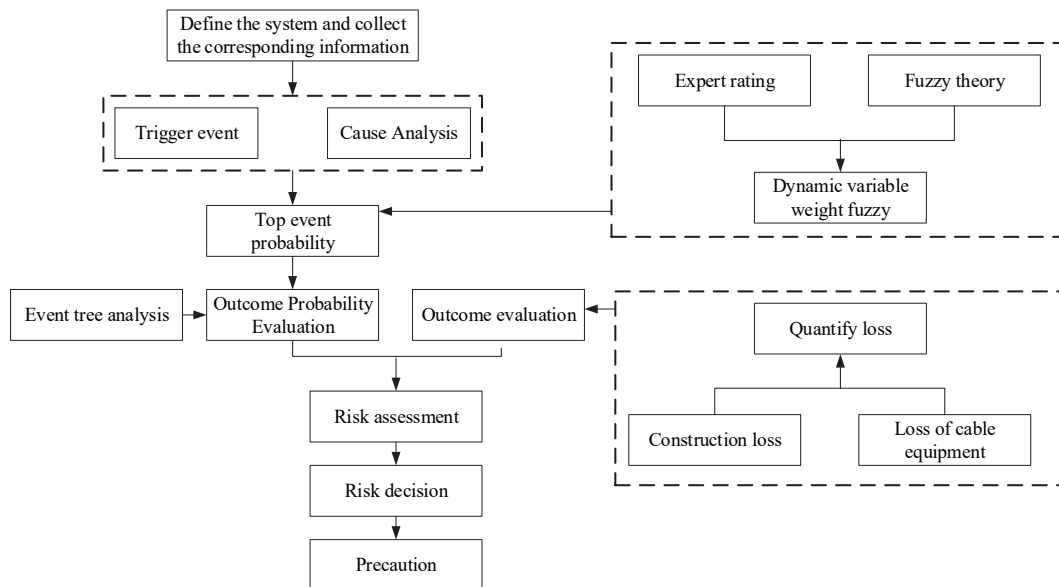 Define the system and collect
the corresponding information
Trigger event
Cause Analysis
Top event
probability
Expert rating
Fuzzy theory
Dynamic variable
weight fuzzy
Event tree analysis
Outcome Probability
Evaluation
Outcome evaluation
Quantify loss
Construction loss
Loss of cable
equipment
Risk assessment
Risk decision
Precaution